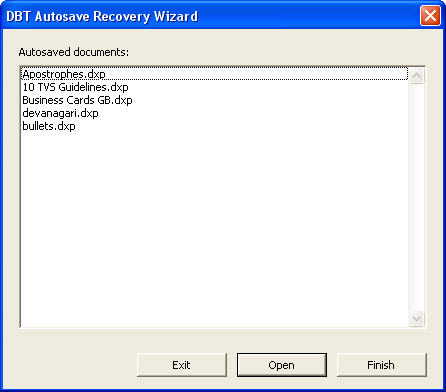 DBT Autosave Recovery Wizard
Autosaved documents:
Apostrophes.dxp
10 TVS Guidelines.dxp
Business Cards GB.dxp
devanagari.dxp
bullets.dxp
Exit Open Finish